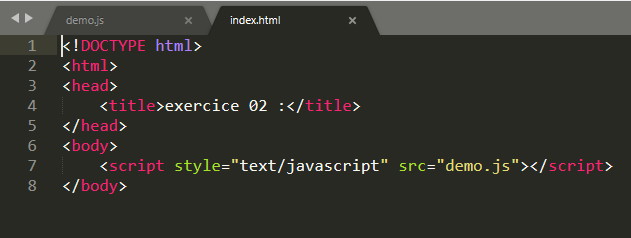 demo.js × index.html ×
1 <!DOCTYPE html>
2 <html>
3 <head>
4     <title>exercice 02 :</title>
5 </head>
6 <body>
7     <script style="text/javascript" src="demo.js"></script>
8 </body>